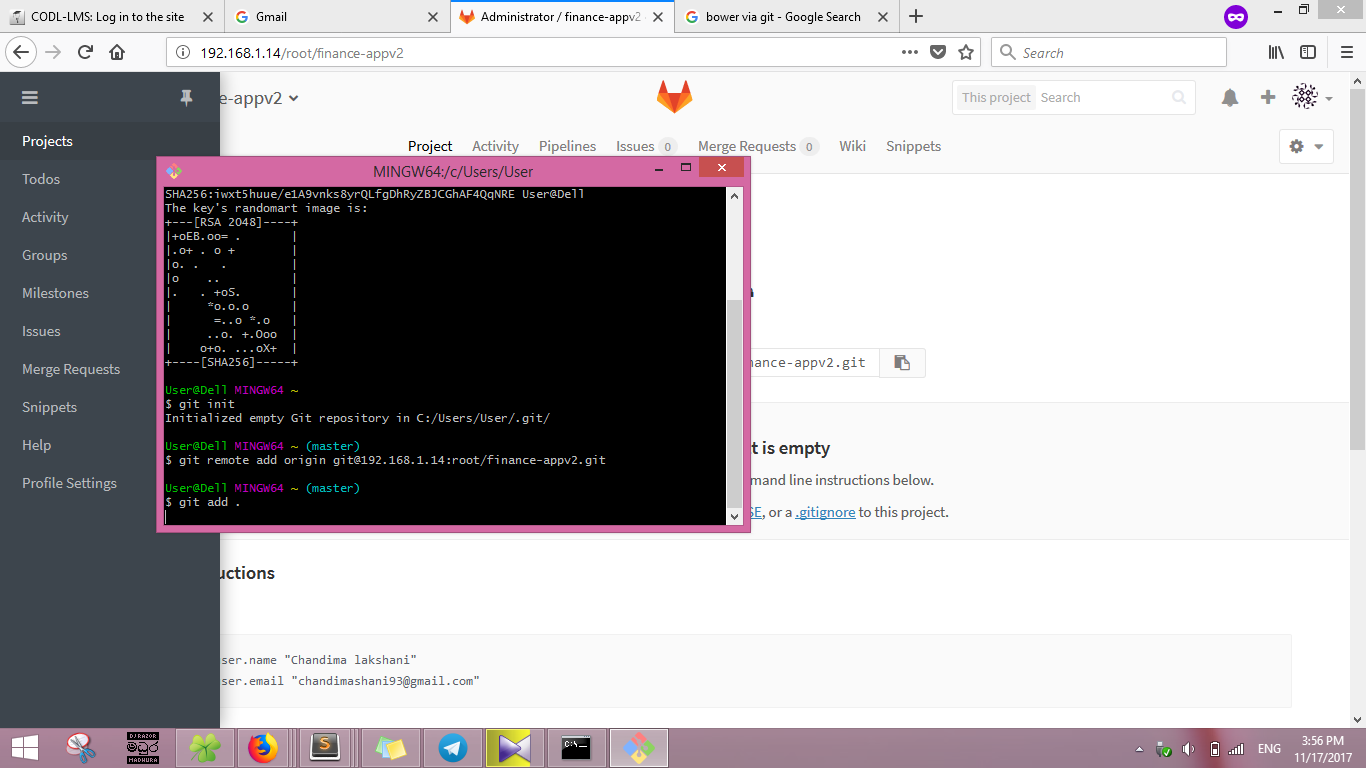 CODL-LMS: Log in to the site
Gmail
Administrator / finance-appv2
bower via git - Google Search
192.168.1.14/root/finance-appv2
Search
e-appv2
This project
Search
Project
Activity
Pipelines
Issues 0
Merge Requests 0
Wiki
Snippets
Projects
Todos
Activity
Groups
Milestones
Issues
Merge Requests
Snippets
Help
Profile Settings
MINGW64:/c/Users/User
SHA256:iwxt5huue/e1A9vnks8yrQLfgDhRyZBJCGhAF4QqNRE User@Dell
The key's randomart image is:
+---[RSA 2048]----+
|+oEB.oo= .       |
|.o+ . o +        |
|o. .   .         |
|o    ..          |
|.   . +oS.       |
|     *o.o.o      |
|      =..o *.o   |
|     ..o. +.Ooo  |
|    o+o. ...oX+  |
+----[SHA256]-----+
User@Dell MINGW64 ~
$ git init
Initialized empty Git repository in C:/Users/User/.git/
User@Dell MINGW64 ~ (master)
$ git remote add origin git@192.168.1.14:root/finance-appv2.git
User@Dell MINGW64 ~ (master)
$ git add .
nance-appv2.git
t is empty
mand line instructions below.
SE, or a .gitignore to this project.
uctions
ser.name "Chandima lakshani"
ser.email "chandimashani93@gmail.com"
DJ RAZOR
MADHURA
ENG
3:56 PM
11/17/2017